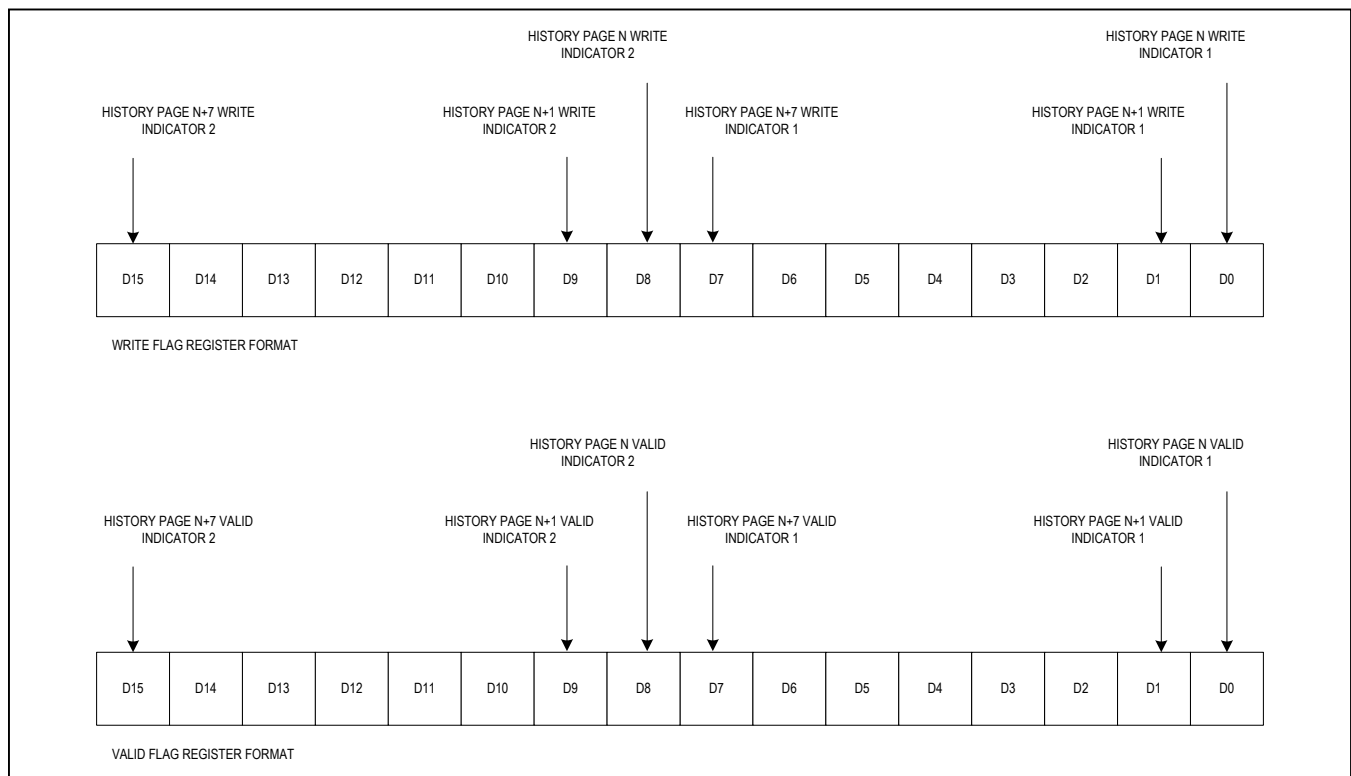 HISTORY PAGE N WRITE
INDICATOR 2
HISTORY PAGE N WRITE
INDICATOR 1
HISTORY PAGE N+7 WRITE
INDICATOR 2
HISTORY PAGE N+1 WRITE
INDICATOR 2
HISTORY PAGE N+7 WRITE
INDICATOR 1
HISTORY PAGE N+1 WRITE
INDICATOR 1
D15 D14 D13 D12 D11 D10 D9 D8 D7 D6 D5 D4 D3 D2 D1 D0
WRITE FLAG REGISTER FORMAT
HISTORY PAGE N VALID
INDICATOR 2
HISTORY PAGE N VALID
INDICATOR 1
HISTORY PAGE N+7 VALID
INDICATOR 2
HISTORY PAGE N+1 VALID
INDICATOR 2
HISTORY PAGE N+7 VALID
INDICATOR 1
HISTORY PAGE N+1 VALID
INDICATOR 1
D15 D14 D13 D12 D11 D10 D9 D8 D7 D6 D5 D4 D3 D2 D1 D0
VALID FLAG REGISTER FORMAT